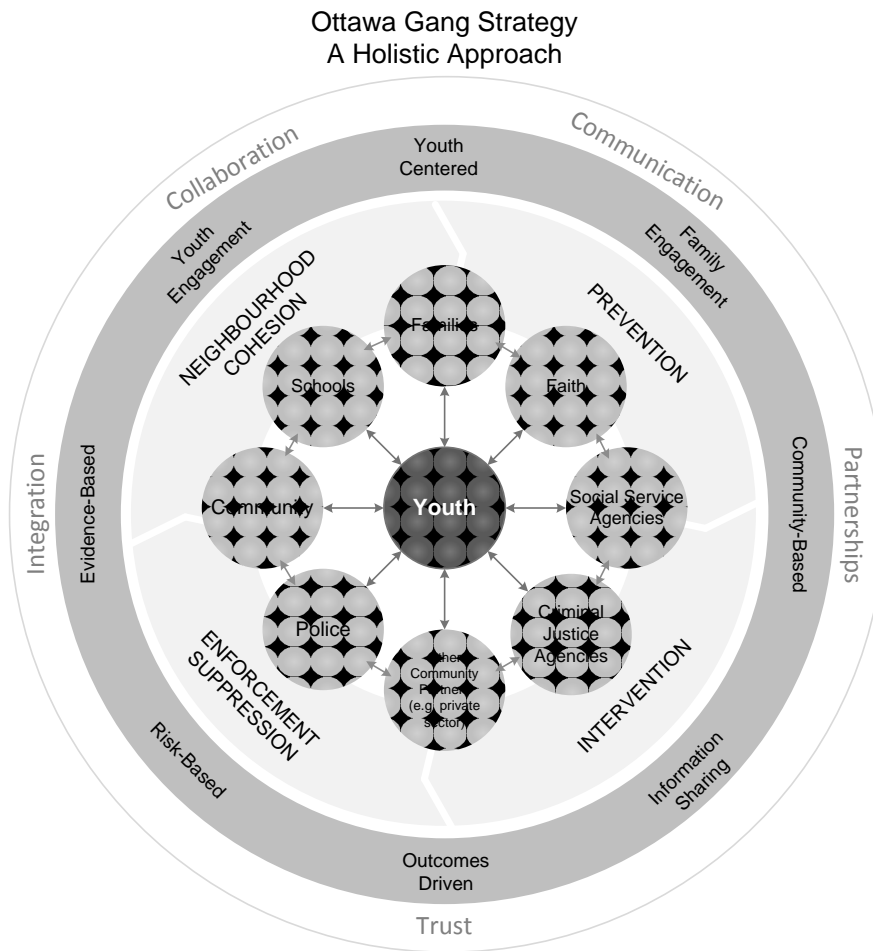 Ottawa Gang Strategy
A Holistic Approach
Collaboration
Communication
Integration
Partnerships
Trust
Youth
Centered
Youth
Engagement
Family
Engagement
Evidence-Based
Community-Based
Risk-Based
Information
Sharing
Outcomes
Driven
NEIGHBOURHOOD
COHESION
PREVENTION
ENFORCEMENT
SUPPRESSION
INTERVENTION
Families
Schools
Faith
Community
Youth
Social Service
Agencies
Police
Criminal
Justice
Agencies
Community
(e.g. private
sector)